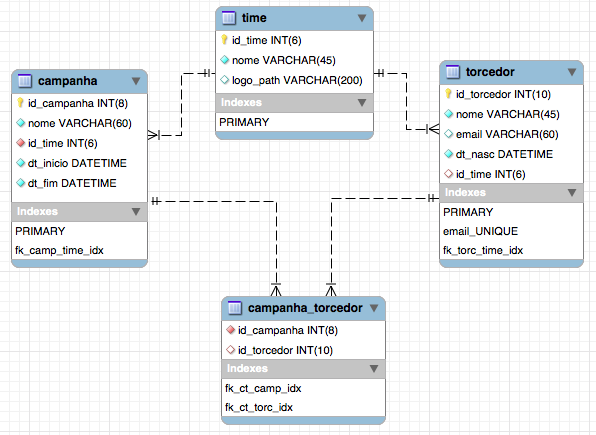 time
id_time INT(6)
nome VARCHAR(45)
logo_path VARCHAR(200)
Indexes
PRIMARY
campanha
id_campanha INT(8)
nome VARCHAR(60)
id_time INT(6)
dt_inicio DATETIME
dt_fim DATETIME
Indexes
PRIMARY
fk_camp_time_idx
torcedor
id_torcedor INT(10)
nome VARCHAR(45)
email VARCHAR(60)
dt_nasc DATETIME
id_time INT(6)
Indexes
PRIMARY
email_UNIQUE
fk_torc_time_idx
campanha_torcedor
id_campanha INT(8)
id_torcedor INT(10)
Indexes
fk_ct_camp_idx
fk_ct_torc_idx